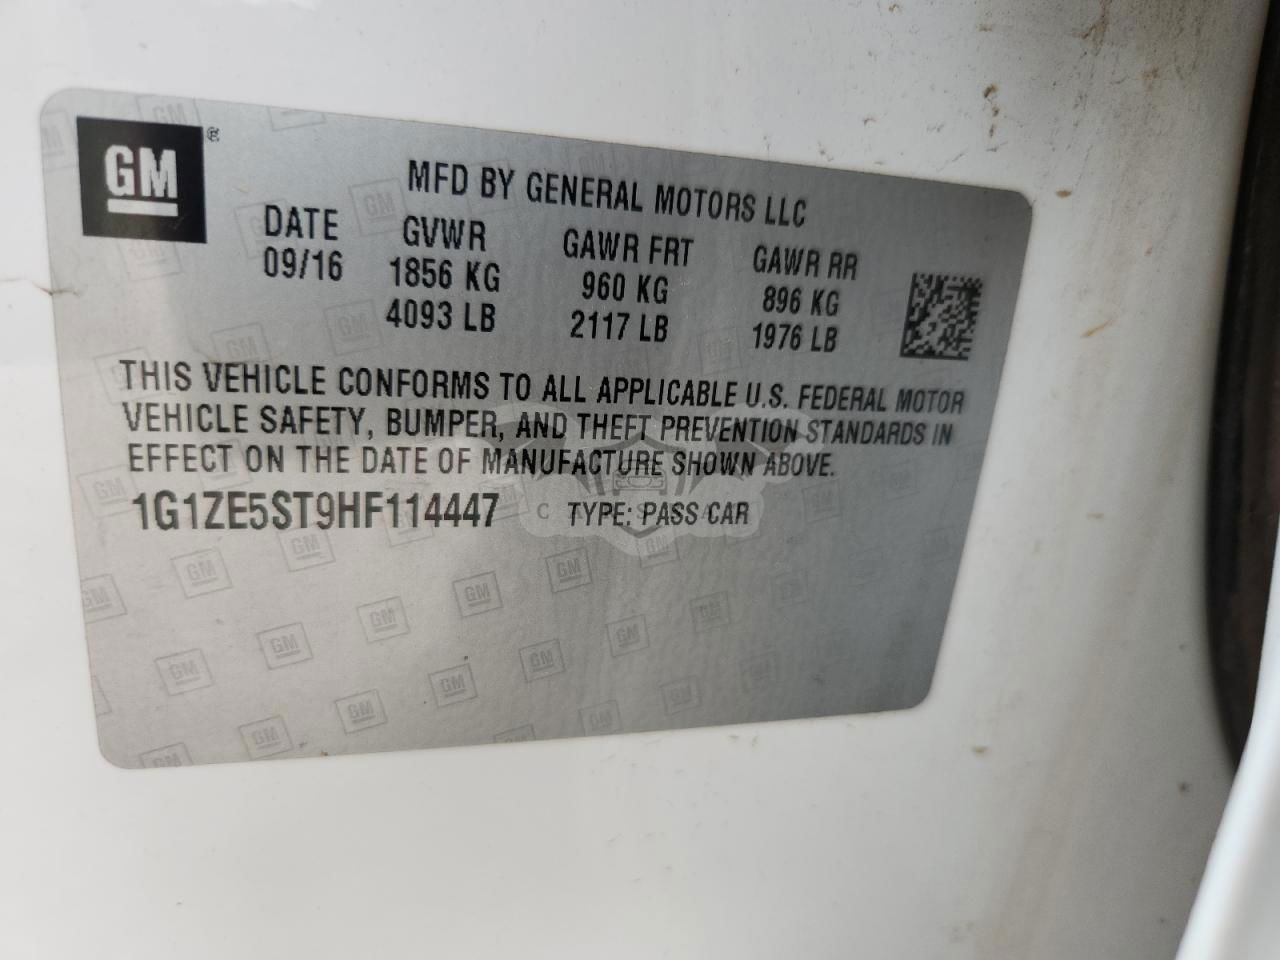 GM®
MFD BY GENERAL MOTORS LLC
DATE GVWR GAWR FRT GAWR RR
09/16 1856 KG 960 KG 896 KG
4093 LB 2117 LB 1976 LB
THIS VEHICLE CONFORMS TO ALL APPLICABLE U.S. FEDERAL MOTOR
VEHICLE SAFETY, BUMPER, AND THEFT PREVENTION STANDARDS IN
EFFECT ON THE DATE OF MANUFACTURE SHOWN ABOVE.
1G1ZE5ST9HF114447 TYPE: PASS CAR